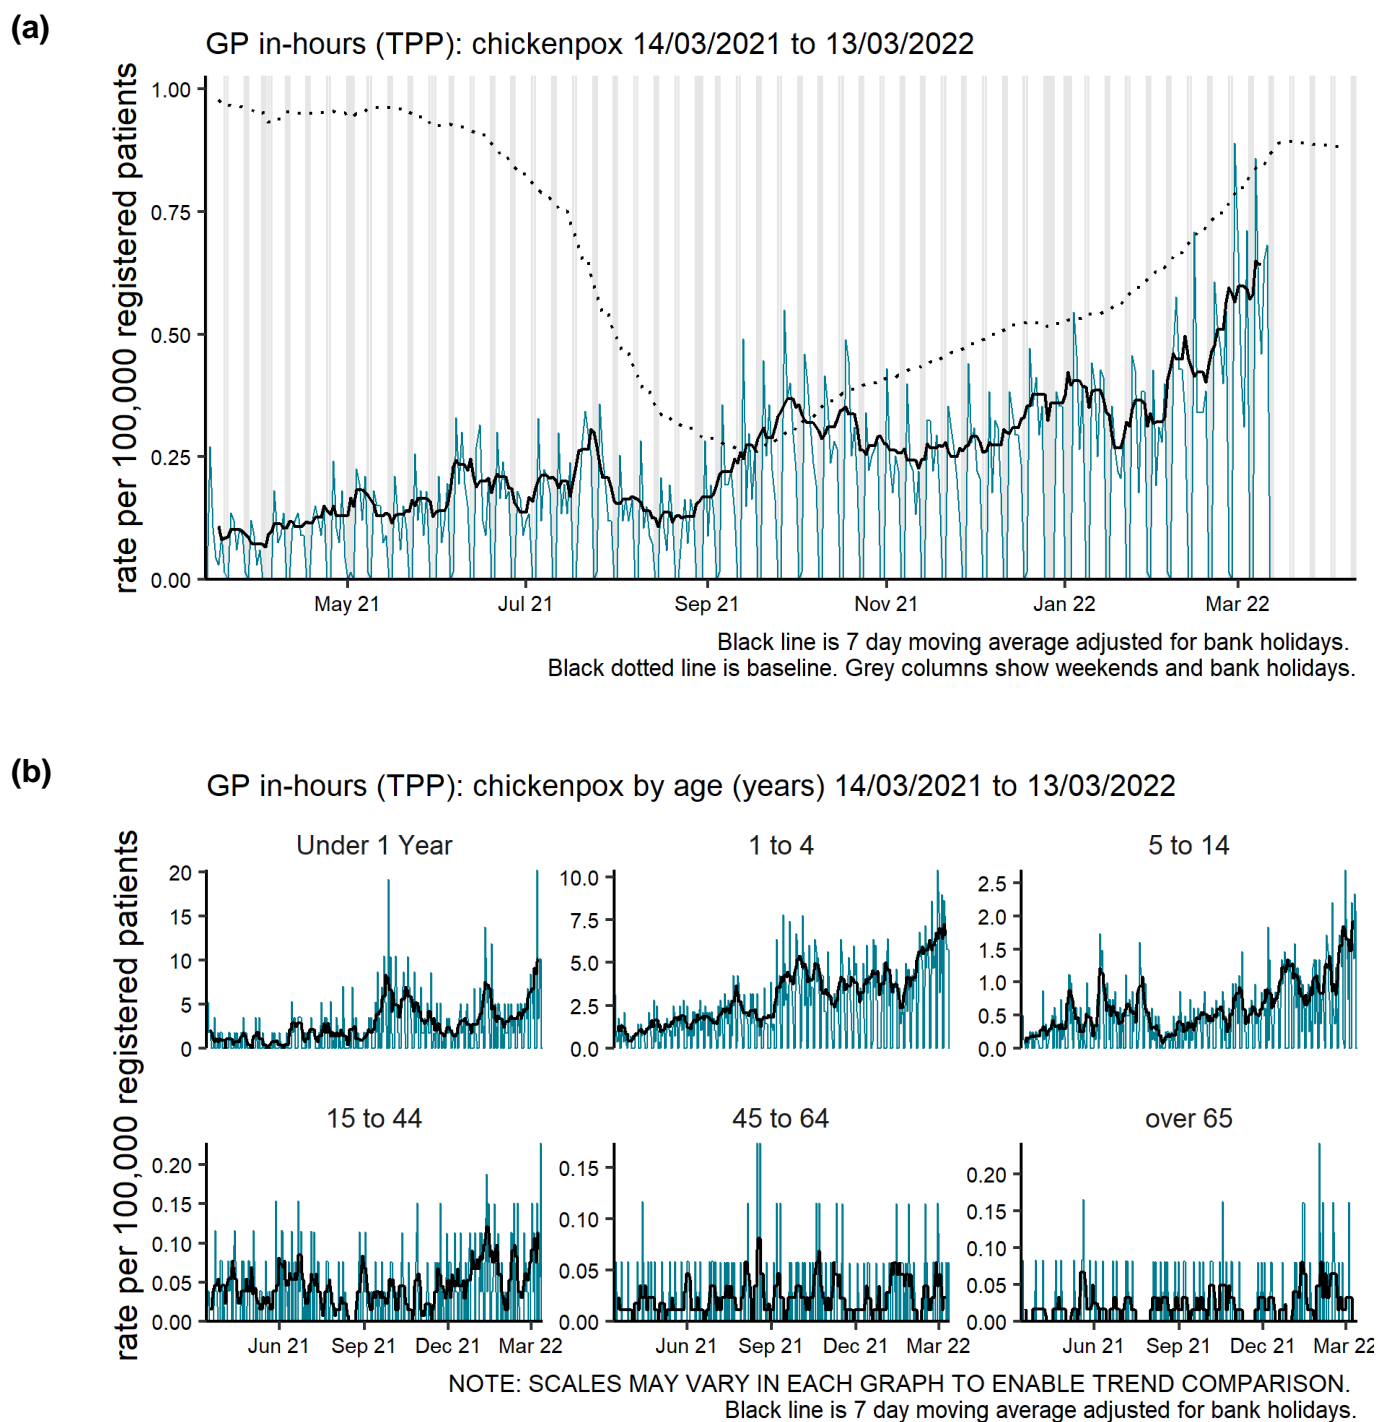 (a)
GP in-hours (TPP): chickenpox 14/03/2021 to 13/03/2022
rate per 100,000 registered patients
1.00
0.75
0.50
0.25
0.00
May 21 Jul 21 Sep 21 Nov 21 Jan 22 Mar 22
Black line is 7 day moving average adjusted for bank holidays.
Black dotted line is baseline. Grey columns show weekends and bank holidays.
(b)
GP in-hours (TPP): chickenpox by age (years) 14/03/2021 to 13/03/2022
rate per 100,000 registered patients
Under 1 Year
20
15
10
5
0
1 to 4
10.0
7.5
5.0
2.5
0.0
5 to 14
2.5
2.0
1.5
1.0
0.5
0.0
15 to 44
0.20
0.15
0.10
0.05
0.00
Jun 21 Sep 21 Dec 21 Mar 22
45 to 64
0.15
0.10
0.05
0.00
Jun 21 Sep 21 Dec 21 Mar 22
over 65
0.20
0.15
0.10
0.05
0.00
Jun 21 Sep 21 Dec 21 Mar 22
NOTE: SCALES MAY VARY IN EACH GRAPH TO ENABLE TREND COMPARISON.
Black line is 7 day moving average adjusted for bank holidays.